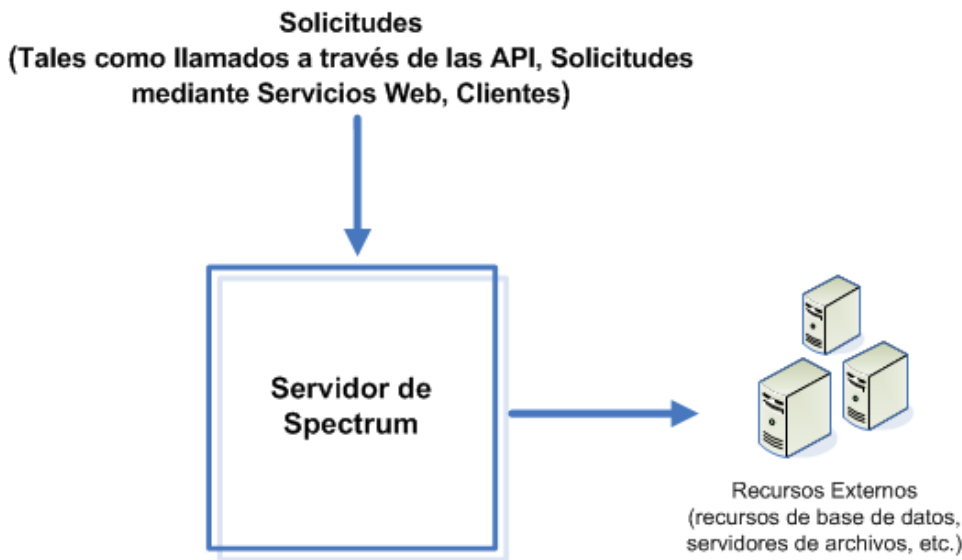 Solicitudes
(Tales como llamados a través de las API, Solicitudes
mediante Servicios Web, Clientes)
Servidor de
Spectrum
Recursos Externos
(recursos de base de datos,
servidores de archivos, etc.)